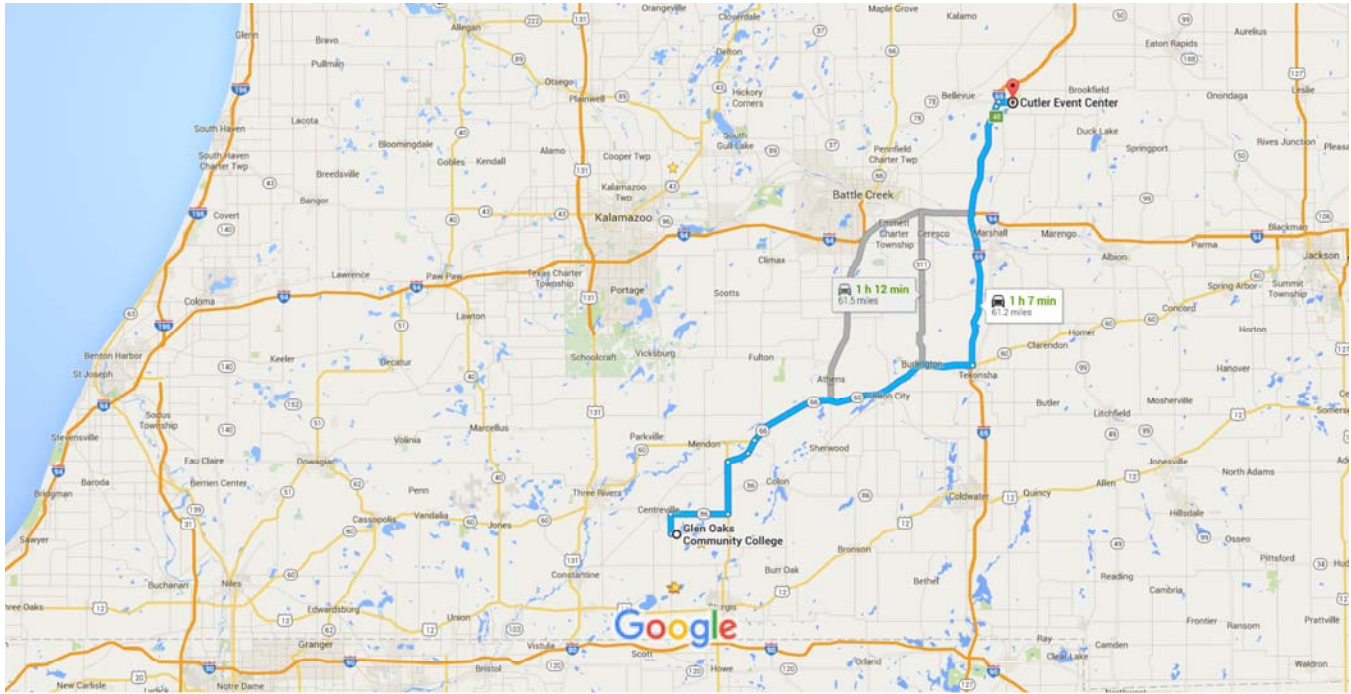 Orangeville
Cloverdale
Maple Grove
Kalamo
Aurelius
Glenn
Bravo
Allegan
Delton
Eaton Rapids
Pullman
Otsego
Hickory
Corners
Bellevue
Brookfield
Onondaga
Leslie
Plainwell
Cutler Event Center
South Haven
Lacota
Bloomingdale
Alamo
Cooper Twp
South
Gull Lake
Pennfield
Charter Twp
Duck Lake
Springport
Rives Junction
South Haven
Charter Twp
Breedsville
Gobles
Kendall
Kalamazoo
Twp
Battle Creek
Bangor
Kalamazoo
Covert
Emmett
Charter
Township
Ceresco
Marshall
Marengo
Albion
Parma
Blackman
Jackson
Lawrence
Paw Paw
Texas Charter
Township
Climax
Coloma
Portage
Scotts
1 h 12 min
61.5 miles
1 h 7 min
61.2 miles
Spring Arbor
Summit
Township
Lawton
Concord
Horton
Benton Harbor
St Joseph
Keeler
Decatur
Schoolcraft
Vicksburg
Fulton
Homer
Clarendon
Burlington
Tekonsha
Hanover
Athens
Union City
Butler
Litchfield
Mosherville
Sodus
Township
Stevensville
Volinia
Marcellus
Parkville
Mendon
Sherwood
Jonesville
Baroda
Bridgman
Eau Claire
Berrien Center
Dowagiac
Penn
Three Rivers
Colon
Coldwater
Quincy
Allen
North Adams
Hillsdale
Cassopolis
Vandalia
Jones
Centreville
Glen Oaks
Community College
Sawyer
Bronson
Osseo
Pittsford
Buchanan
Niles
Constantine
Burr Oak
Bethel
Reading
Cambria
Three Oaks
Edwardsburg
Union
Sturgis
Frontier
Ransom
Prattville
Google
Granger
Vistula
Scott
Ray
Camden
Clear Lake
New Carlisle
Notre Dame
Bristol
Howe
Orland
Waldron